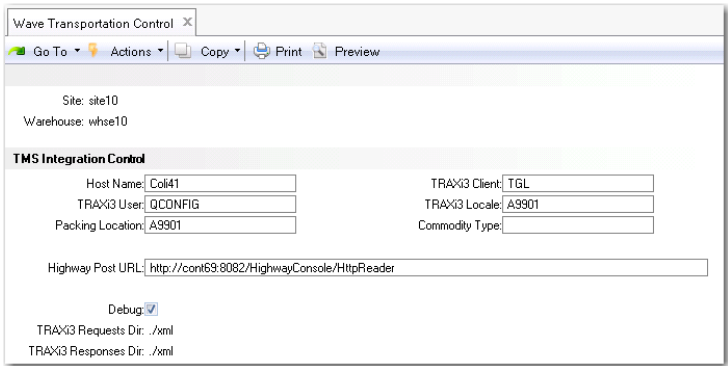 Wave Transportation Control X
Go To Actions Copy Print Preview
Site: site10
Warehouse: whse10
TMS Integration Control
Host Name: Coli41 TRAXi3 Client: TGL
TRAXi3 User: QCONFIG TRAXi3 Locale: A9901
Packing Location: A9901 Commodity Type:
Highway Post URL: http://cont69:8082/HighwayConsole/HttpReader
Debug:
TRAXi3 Requests Dir: ./xml
TRAXi3 Responses Dir: ./xml